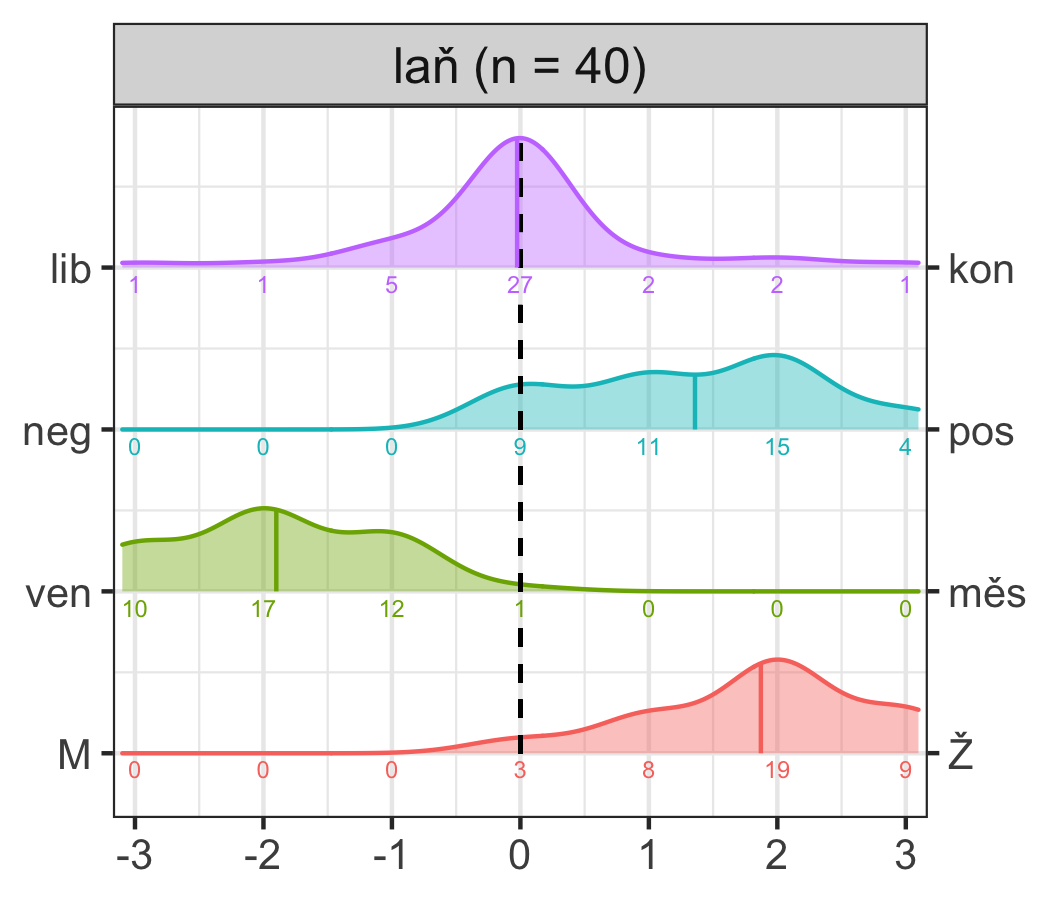 laň (n = 40)
lib kon
1 1 5 27 2 2 1
neg pos
0 0 0 9 11 15 4
ven měs
10 17 12 1 0 0 0
M Ž
0 0 0 3 8 19 9
-3 -2 -1 0 1 2 3